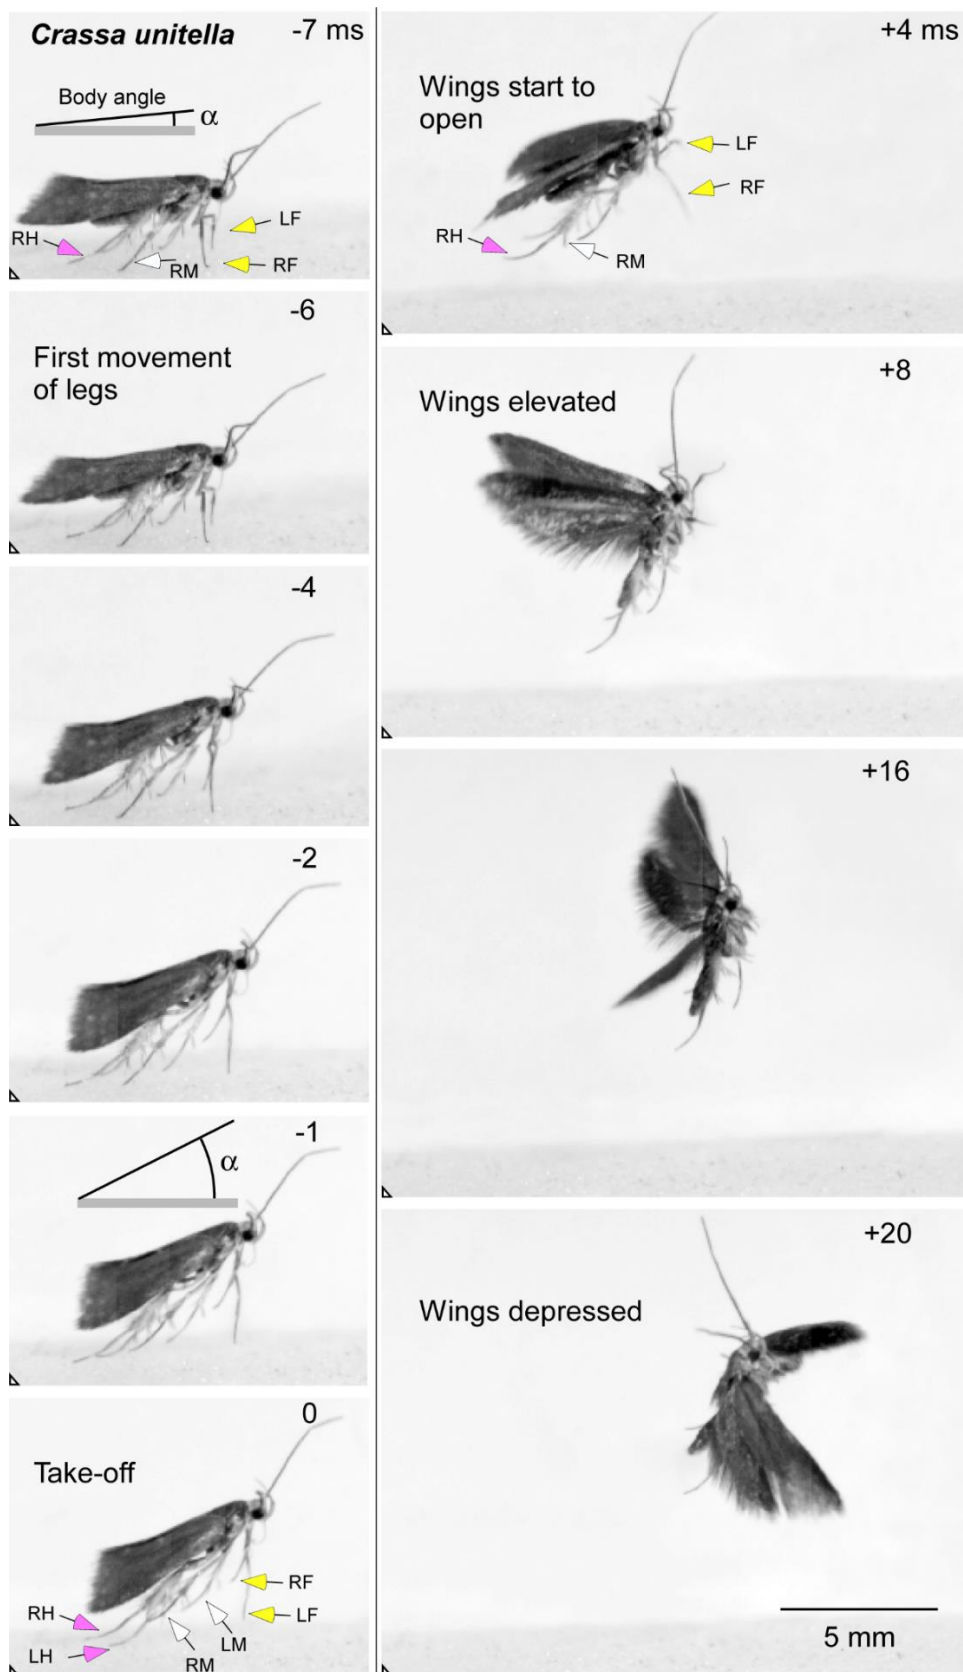 Crassa unitella
-7 ms
Body angle
α
LF
RH
RM
RF
-6
First movement
of legs
-4
-2
-1
α
0
Take-off
RF
RH
LF
LM
LH
RM
+4 ms
Wings start to
open
LF
RF
RH
RM
+8
Wings elevated
+16
+20
Wings depressed
5 mm